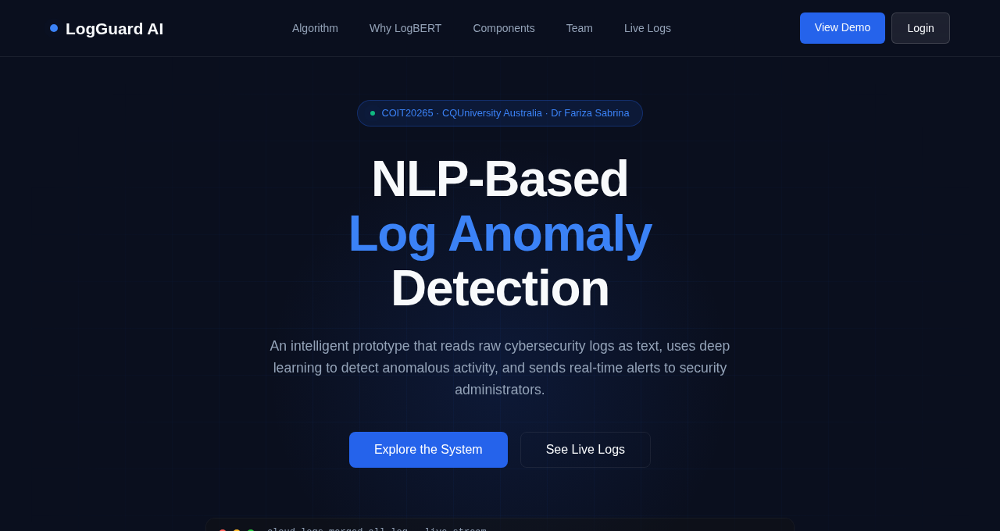 LogGuard AI
Algorithm
Why LogBERT
Components
Team
Live Logs
View Demo
Login
COIT20265 · CQUniversity Australia · Dr Fariza Sabrina
NLP-Based
Log Anomaly
Detection
An intelligent prototype that reads raw cybersecurity logs as text, uses deep
learning to detect anomalous activity, and sends real-time alerts to security
administrators.
Explore the System
See Live Logs